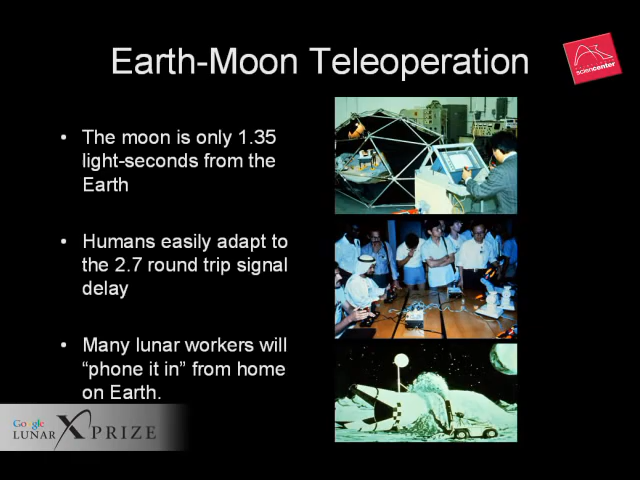 Earth-Moon Teleoperation
sciencenter
• The moon is only 1.35
light-seconds from the
Earth
• Humans easily adapt to
the 2.7 round trip signal
delay
• Many lunar workers will
“phone it in” from home
on Earth.
Google
LUNAR X PRIZE